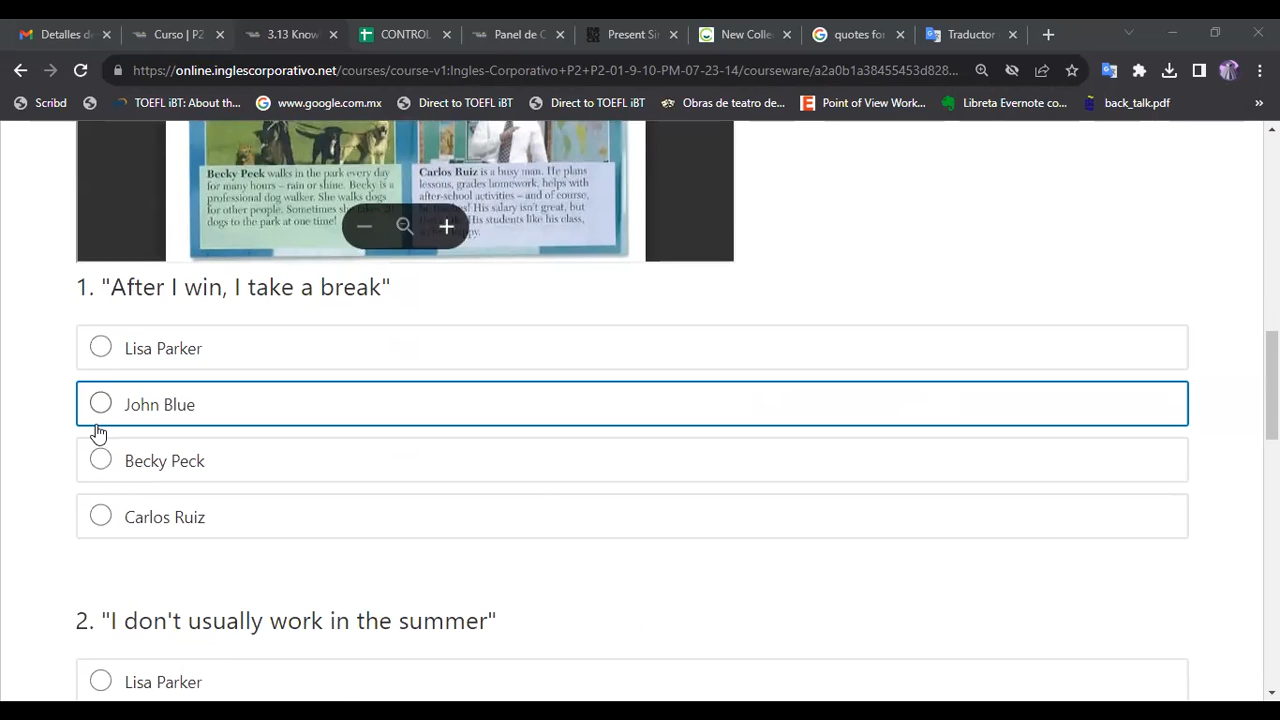 Detalles d
Curso | P2
3.13 Know
CONTROL
Panel de C
Present Si
New Colle
quotes fo
Traductor
https://online.inglescorporativo.net/courses/course-v1:Ingles-Corporativo+P2+P2-01-9-10-PM-07-23-14/courseware/a2a0b1a38455453d828...
Scribd
TOEFL iBT: About th...
www.google.com.mx
Direct to TOEFL iBT
Direct to TOEFL iBT
Obras de teatro de...
Point of View Work...
Libreta Evernote co...
back_talk.pdf
»
Becky Peck walks in the park every day
for many hours – rain or shine. Becky is a
professional dog walker. She walks dogs
for other people. Sometimes she takes 20
dogs to the park at one time!
Carlos Ruiz is a busy man. He plans
lessons, grades homework, helps with
after-school activities – and of course,
he teaches! His salary isn't great, but
His students like his class,
1. "After I win, I take a break"
Lisa Parker
John Blue
Becky Peck
Carlos Ruiz
2. "I don't usually work in the summer"
Lisa Parker